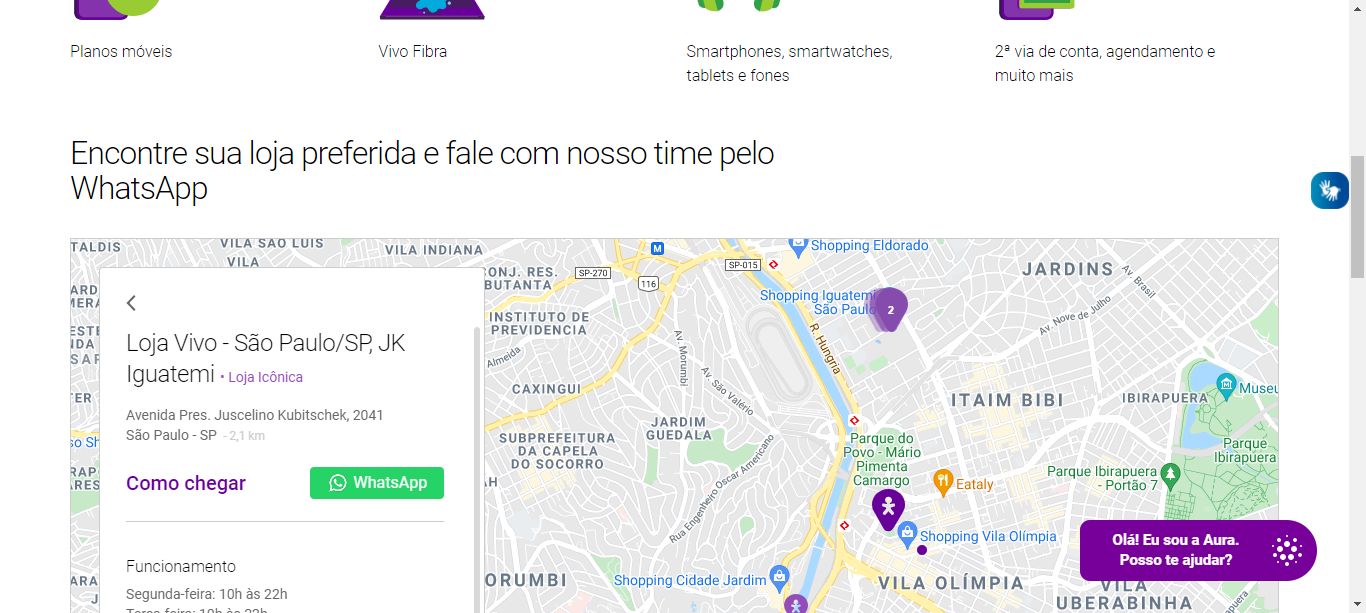 Planos móveis
Vivo Fibra
Smartphones, smartwatches,
tablets e fones
2ª via de conta, agendamento e
muito mais
Encontre sua loja preferida e fale com nosso time pelo
WhatsApp
Loja Vivo - São Paulo/SP, JK
Iguatemi • Loja Icônica
Avenida Pres. Juscelino Kubitschek, 2041
São Paulo - SP - 2,1 km
Como chegar
WhatsApp
Funcionamento
Segunda-feira: 10h às 22h
Terça-feira: 10h às 22h
TALDIS
VILA SÃO LUIS
VILA
VILA INDIANA
CONJ. RES.
BUTANTA
SP-270
116
M
SP-015
Shopping Eldorado
JARDINS
Av. Brasil
Av. Nove de Julho
Shopping Iguatemi
São Paulo
2
R. Hungria
INSTITUTO DE
PREVIDENCIA
Almeida
Av. Morumbi
Av. São Valério
CAXINGUI
JARDIM
GUEDALA
SUBPREFEITURA
DA CAPELA
DO SOCORRO
Rua Engenheiro Oscar Americano
ITAIM BIBI
IBIRAPUERA
Museu
Parque
Ibirapuera
Parque do
Povo - Mário
Pimenta
Camargo
Parque Ibirapuera
- Portão 7
Eataly
Shopping Vila Olímpia
Shopping Cidade Jardim
ORUMBI
VILA OLÍMPIA
VILA
UBERABINHA
Olá! Eu sou a Aura.
Posso te ajudar?